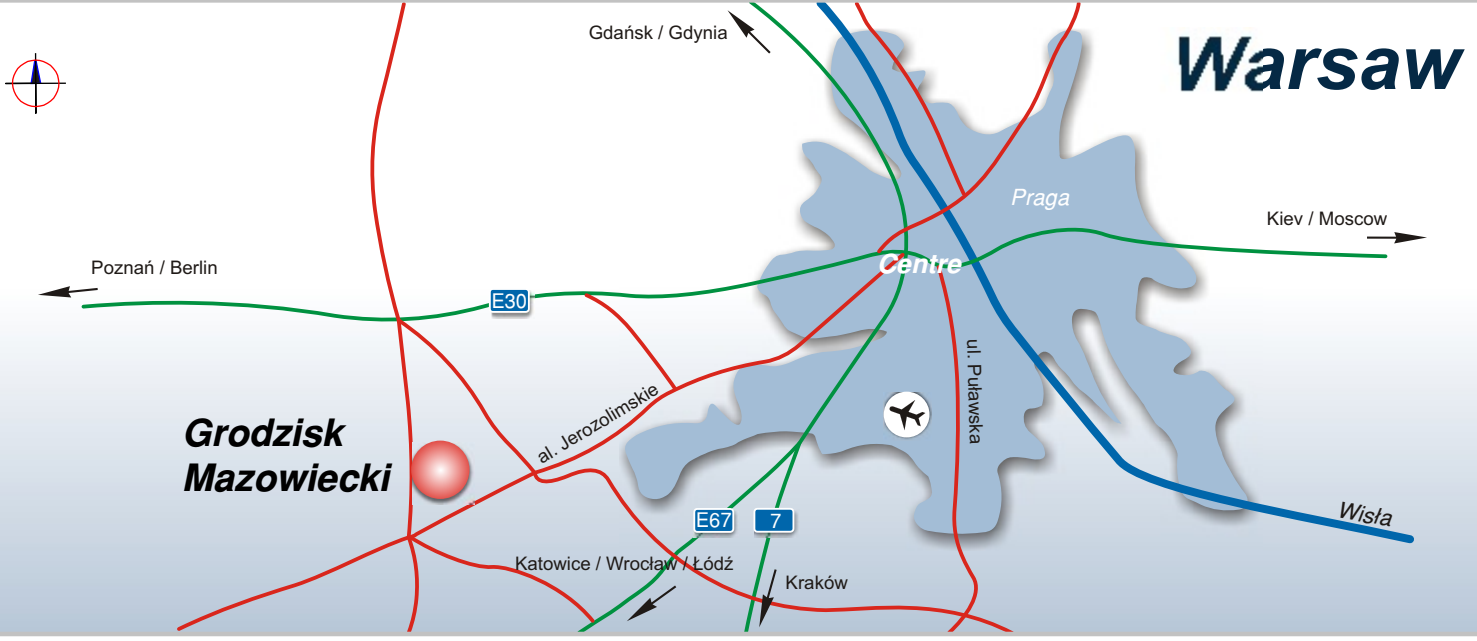 Gdańsk / Gdynia
Warsaw
Praga
Kiev / Moscow
Poznań / Berlin
Centre
E30
ul. Puławska
al. Jerozolimskie
Grodzisk
Mazowiecki
E67
7
Wisła
Katowice / Wrocław / Łódź
Kraków